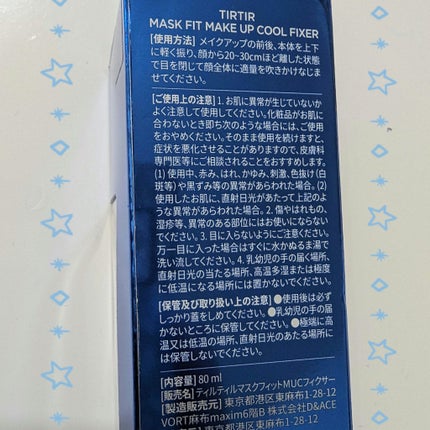 TIRTIR
MASK FIT MAKE UP COOL FIXER
[使用方法] メイクアップの前後、本体を上下
に軽く振り、顔から20~30cmほど離した状態
で目を閉じて顔全体に適量を吹きかけなじま
せてください。
[ご使用上の注意] 1. お肌に異常が生じていないか
よく注意して使用してください。化粧品がお肌に
合わないとき即ち次のような場合には、ご使用
をおやめください。そのまま使用を続けますと、
症状を悪化させることがありますので、皮膚科
専門医等にご相談されることをおすすめします。
(1) 使用中、赤み、はれ、かゆみ、刺激、色抜け(白
斑等)や黒ずみ等の異常があらわれた場合。(2)
使用したお肌に、直射日光があたって上記のよ
うな異常があらわれた場合。2. 傷やはれもの、
湿疹等、異常のある部位にはお使いにならない
でください。3. 目に入らないようにご注意ください。
万一目に入った場合はすぐに水かぬるま湯で
洗い流してください。4. 乳幼児の手の届く場所、
直射日光の当たる場所、高温多湿または極度
に低温になる場所には置かないでください。
[保管及び取り扱い上の注意] ●使用後は必ず
しっかり蓋をしめてください。●乳幼児の手の届
かないところに保管してください。●極端に高
温又は低温の場所、直射日光のあたる場所に
は保管しないでください。
[内容量] 80 ml
[販売名] ティルティルマスクフィットMUCフィクサー
[製造販売元] 東京都港区東麻布1-28-12
VORT麻布maxim6階B 株式会社D&ACE
東京都港区東麻布1-28-12